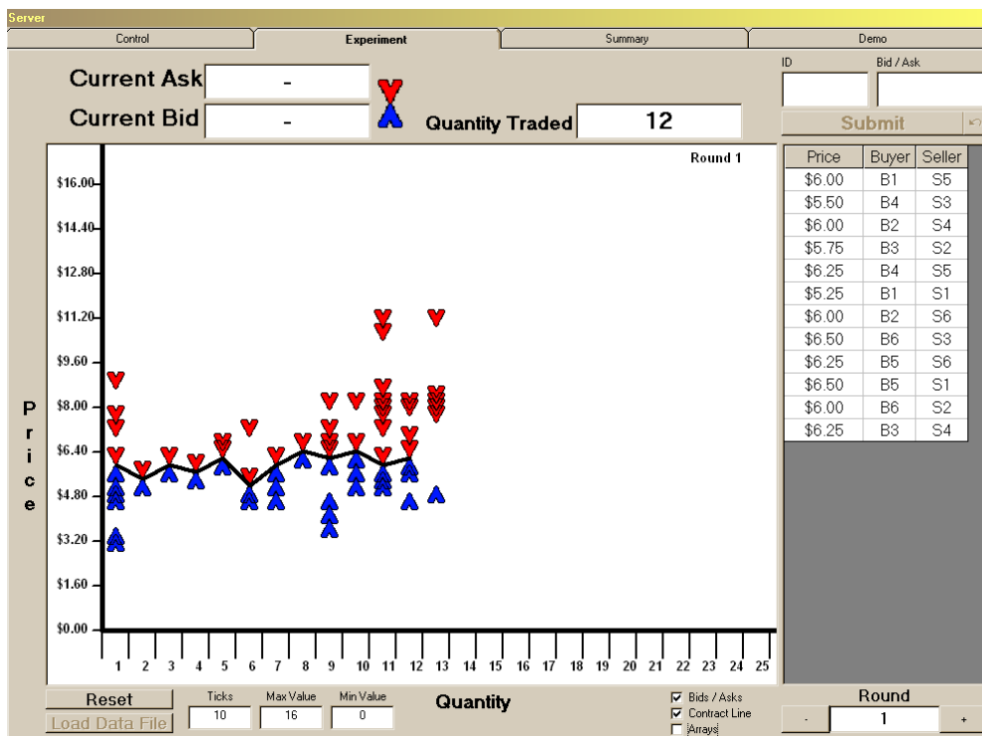 Server
Control Experiment Summary Demo
Current Ask -
Current Bid -
Quantity Traded 12
ID Bid / Ask
Submit
Round 1
$16.00
$14.40
$12.80
$11.20
$9.60
$8.00
$6.40
$4.80
$3.20
$1.60
$0.00
Price
1 2 3 4 5 6 7 8 9 10 11 12 13 14 15 16 17 18 19 20 21 22 23 24 25
Quantity
Price Buyer Seller
$6.00 B1 S5
$5.50 B4 S3
$6.00 B2 S4
$5.75 B3 S2
$6.25 B4 S5
$5.25 B1 S1
$6.00 B2 S6
$6.50 B6 S3
$6.25 B5 S6
$6.50 B5 S1
$6.00 B6 S2
$6.25 B3 S4
Reset
Load Data File
Ticks Max Value Min Value
10 16 0
Bids / Asks
Contract Line
Arrays
Round
- 1 +